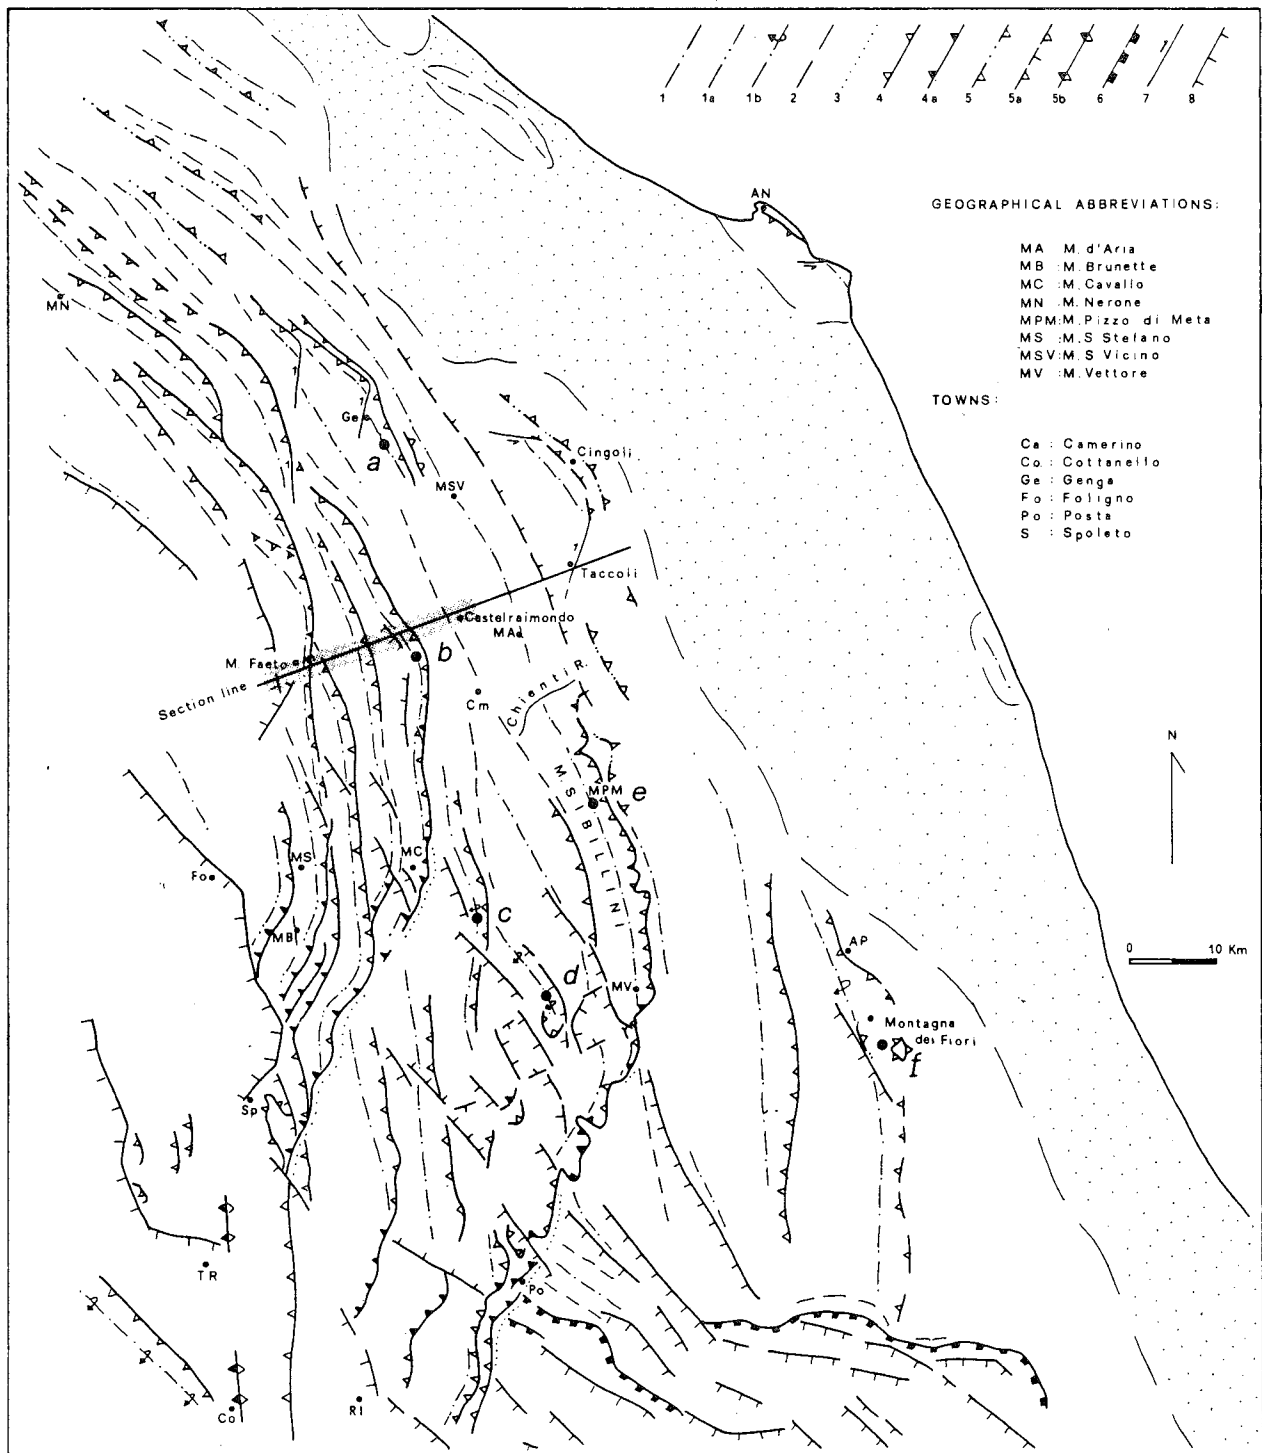 1 1a 1b 2 3 4 4a 5 5a 5b 6 7 8
AN
GEOGRAPHICAL ABBREVIATIONS:
MA M. d'Aria
MB : M. Brunette
MC : M. Cavallo
MN : M. Nerone
MPM: M. Pizzo di Meta
MS : M. S Stefano
MSV: M. S Vicino
MV : M. Vettore
TOWNS:
Ca : Camerino
Co : Cottanello
Ge : Genga
Fo : Foligno
Po : Posta
S : Spoleto
MN
Ge
a
MSV
Cingoli
Taccoli
Castelraimondo
MA
M. Faeto
b
Section line
Cm
Chienti R.
N
M SIBILLINI
MPM
e
MS
MC
Fo
c
MB
AP
0 10 Km
d
MV
Montagna
dei Fiori
f
Sp
TR
Po
Co
RI